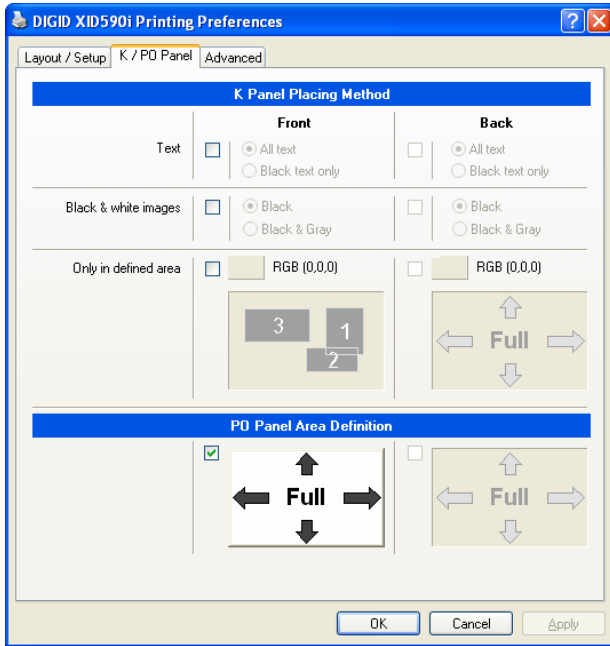 DIGID XID590i Printing Preferences
Layout / Setup K / PO Panel Advanced
K Panel Placing Method
Front Back
Text All text All text
Black text only Black text only
Black & white images Black Black
Black & Gray Black & Gray
Only in defined area RGB (0,0,0) RGB (0,0,0)
3 1 2 Full
PO Panel Area Definition
Full Full
OK Cancel Apply